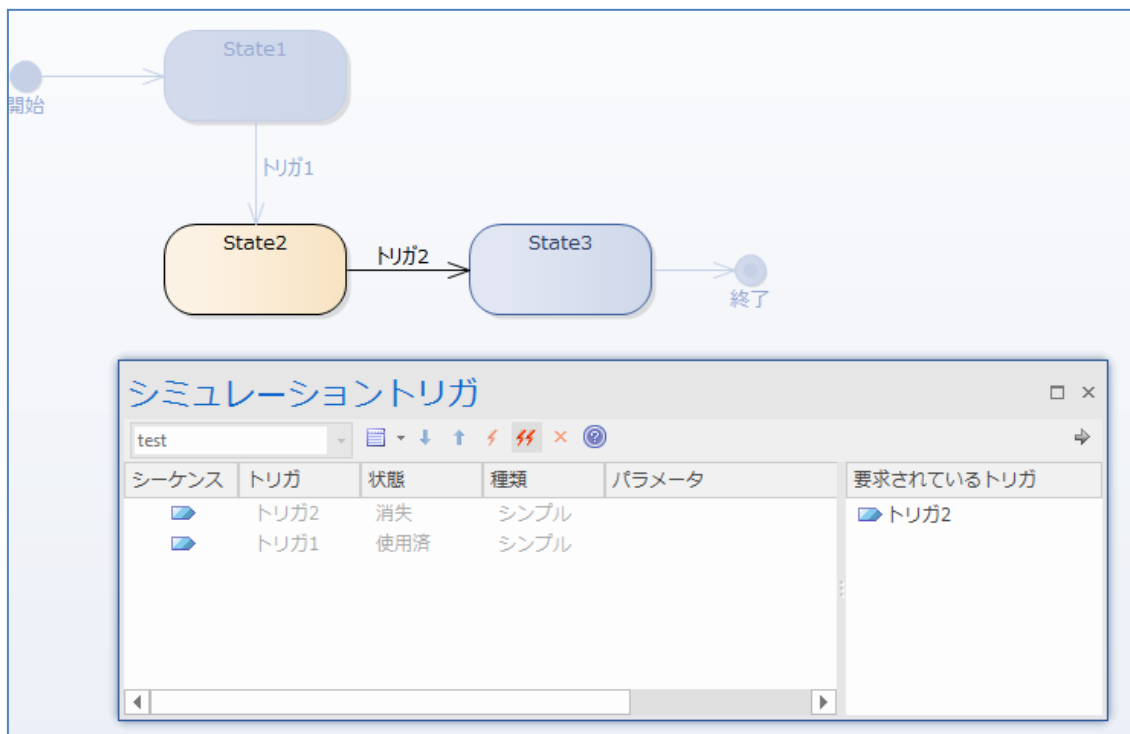 State1
開始
トリガ1
State2
トリガ2
State3
終了
シミュレーショントリガ
test
シーケンス トリガ 状態 種類 パラメータ 要求されているトリガ
トリガ2 消失 シンプル トリガ2
トリガ1 使用済 シンプル